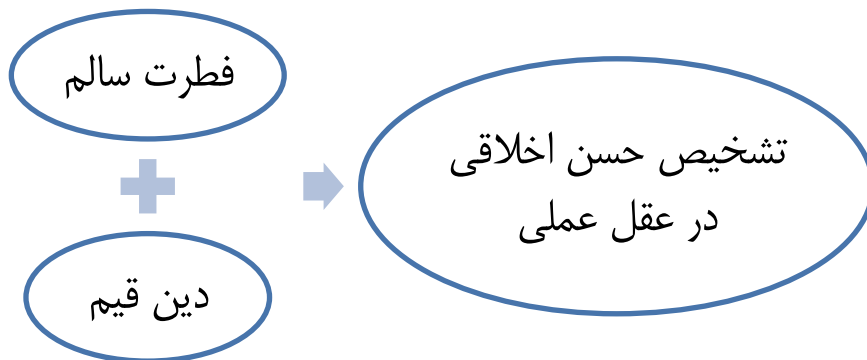 فطرت سالم
دین قیم
تشخیص حسن اخلاقی
در عقل عملی